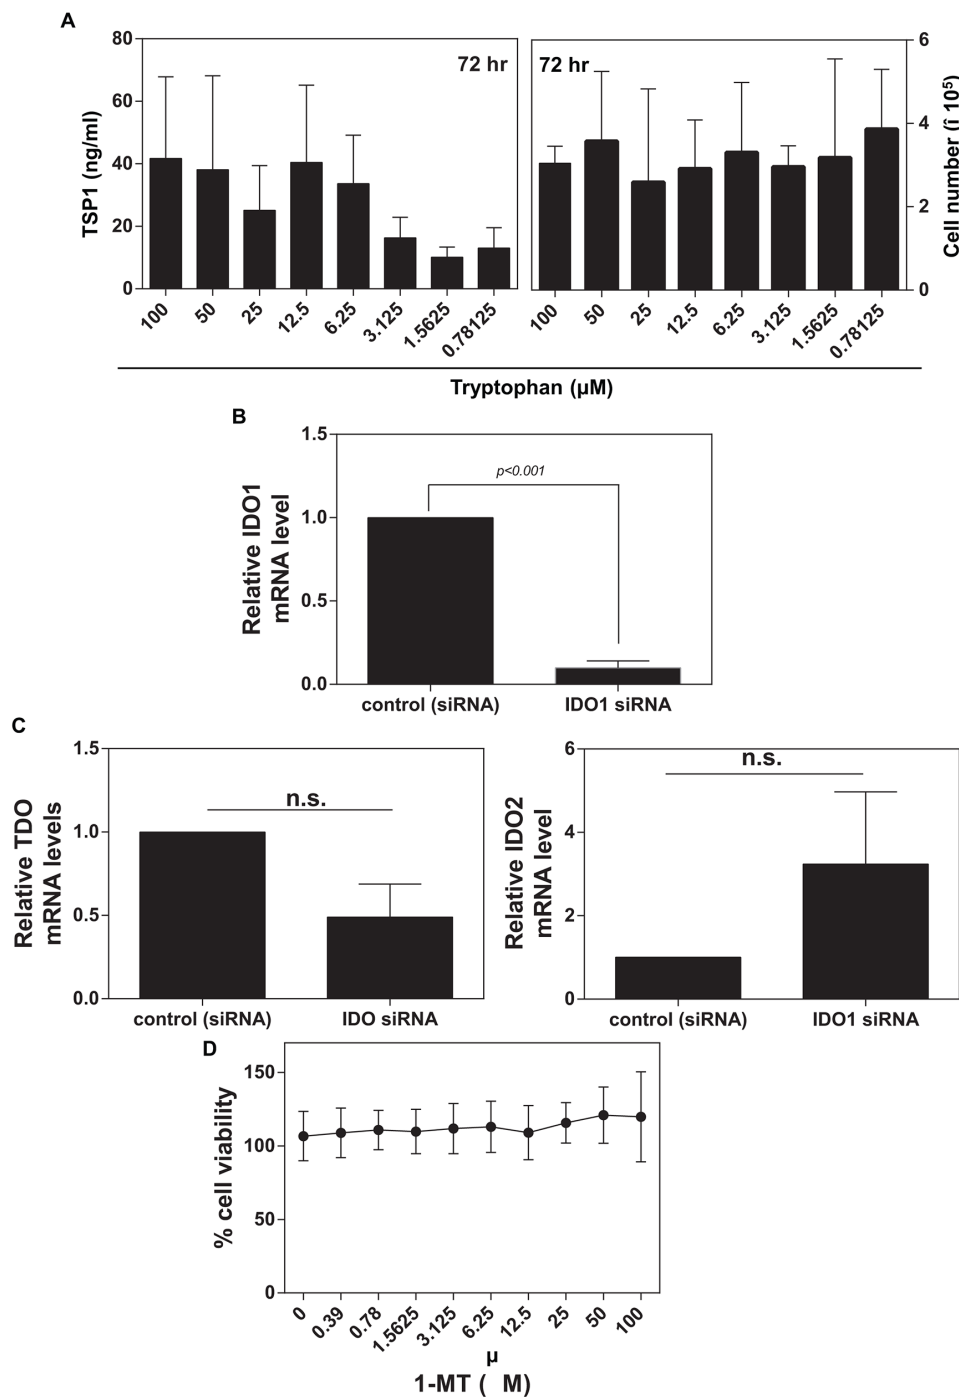 A
80
60
40
20
0
TSP1 (ng/ml)
72 hr
100
50
25
12.5
6.25
3.125
1.5625
0.78125
72 hr
6
4
2
0
Cell number (î 10⁵)
100
50
25
12.5
6.25
3.125
1.5625
0.78125
Tryptophan (µM)
B
1.5
1.0
0.5
0.0
Relative IDO1
mRNA level
p<0.001
control (siRNA)
IDO1 siRNA
C
1.5
1.0
0.5
0.0
Relative TDO
mRNA levels
n.s.
control (siRNA)
IDO siRNA
6
4
2
0
Relative IDO2
mRNA level
n.s.
control (siRNA)
IDO1 siRNA
D
150
100
50
0
% cell viability
0
0.39
0.78
1.5625
3.125
6.25
12.5
25
50
100
µ
1-MT ( M)